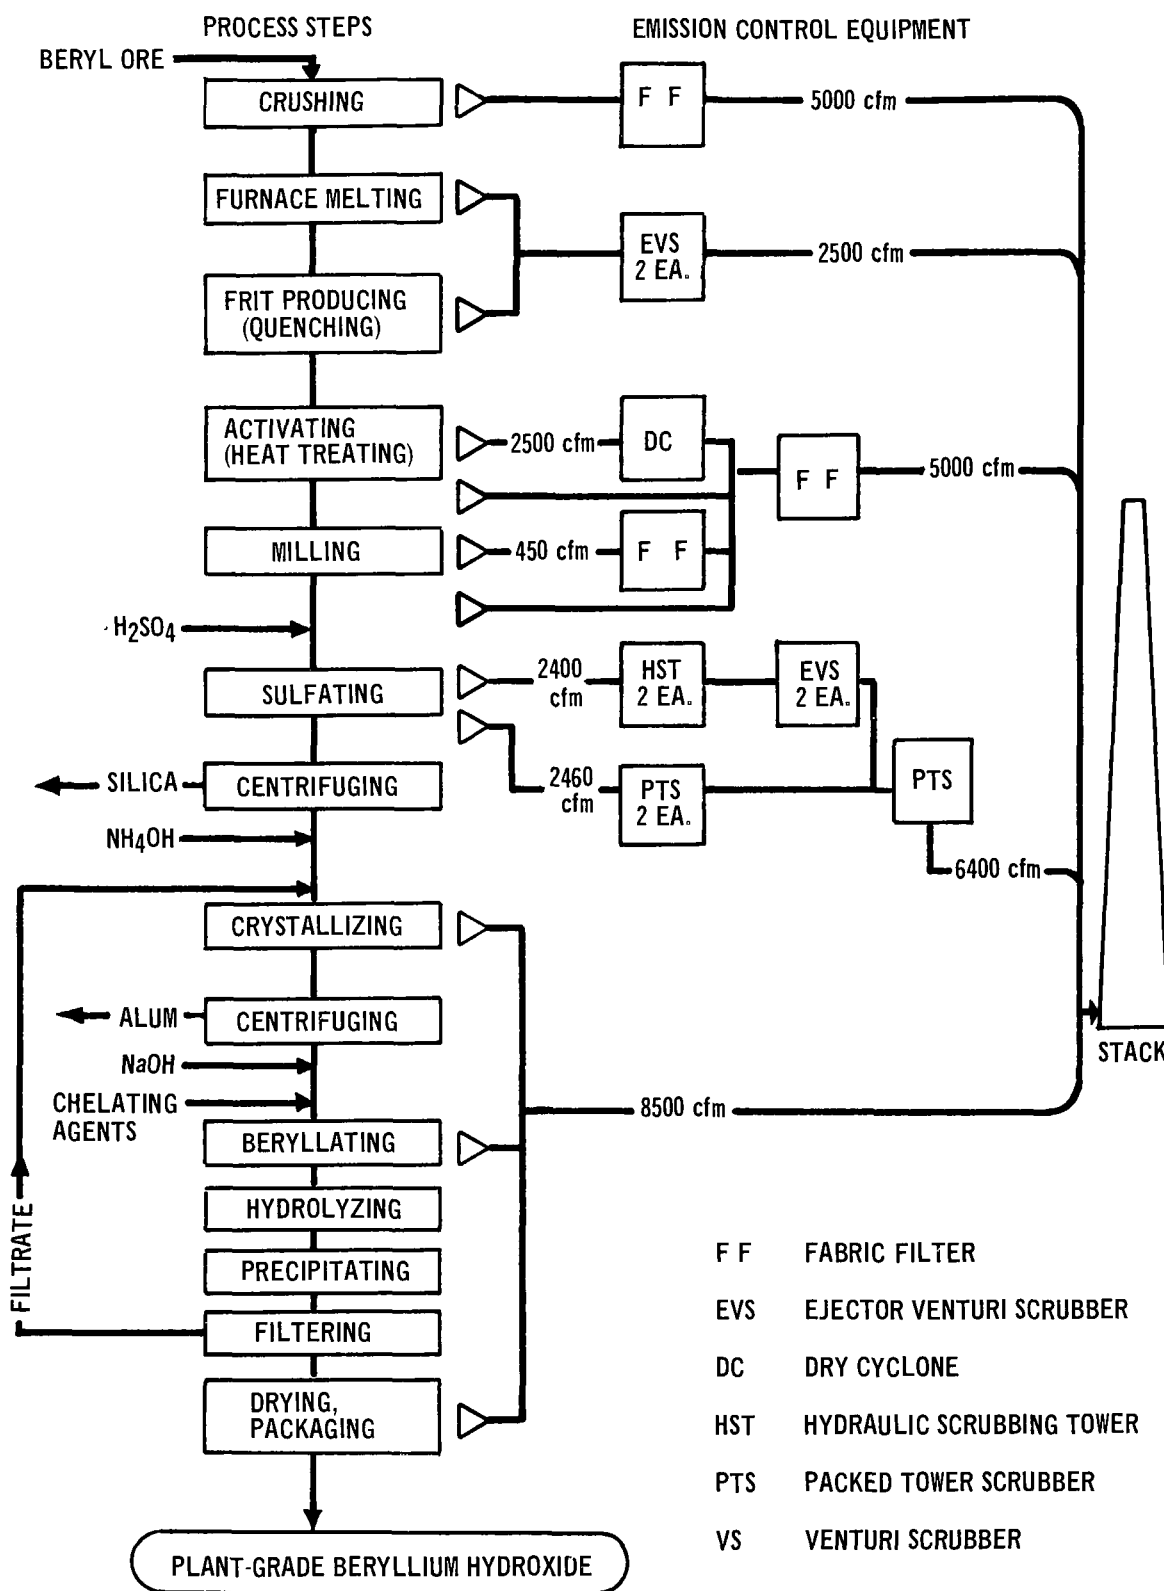 PROCESS STEPS
EMISSION CONTROL EQUIPMENT
BERYL ORE
CRUSHING
F F
5000 cfm
FURNACE MELTING
EVS
2 EA.
2500 cfm
FRIT PRODUCING
(QUENCHING)
ACTIVATING
(HEAT TREATING)
2500 cfm
DC
F F
5000 cfm
MILLING
450 cfm
F F
H2SO4
SULFATING
2400
cfm
HST
2 EA.
EVS
2 EA.
SILICA
CENTRIFUGING
2460
cfm
PTS
2 EA.
PTS
NH4OH
6400 cfm
CRYSTALLIZING
ALUM
CENTRIFUGING
STACK
NaOH
CHELATING
AGENTS
8500 cfm
BERYLLATING
HYDROLYZING
PRECIPITATING
FILTRATE
FILTERING
DRYING,
PACKAGING
PLANT-GRADE BERYLLIUM HYDROXIDE
F F FABRIC FILTER
EVS EJECTOR VENTURI SCRUBBER
DC DRY CYCLONE
HST HYDRAULIC SCRUBBING TOWER
PTS PACKED TOWER SCRUBBER
VS VENTURI SCRUBBER